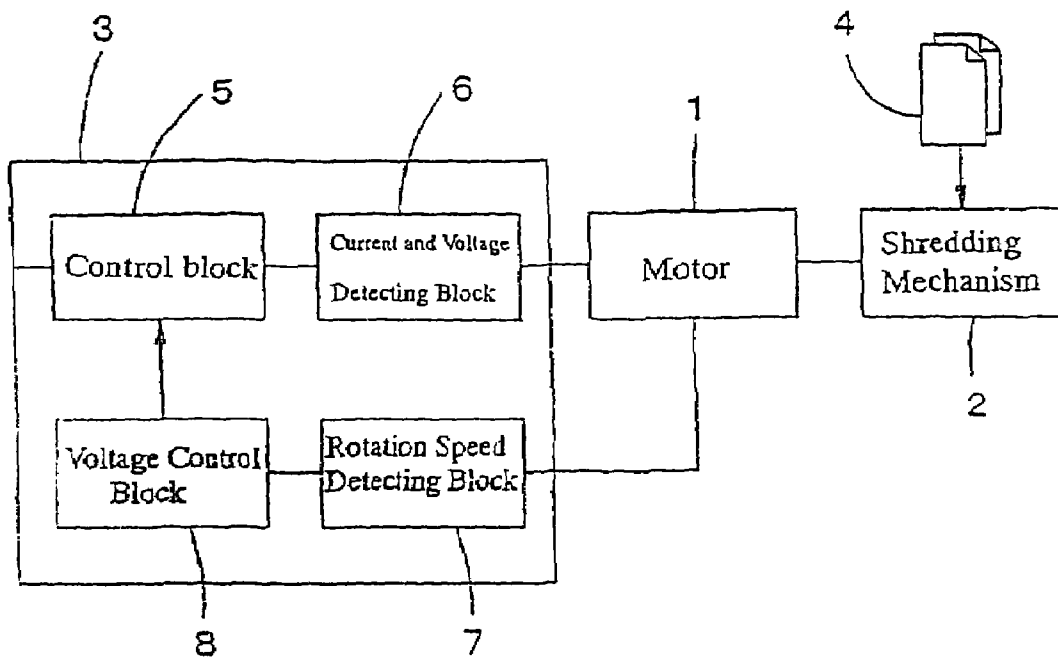 3
5
6
1
4
Control block
Current and Voltage
Detecting Block
Motor
Shredding
Mechanism
2
Voltage Control
Block
Rotation Speed
Detecting Block
8
7